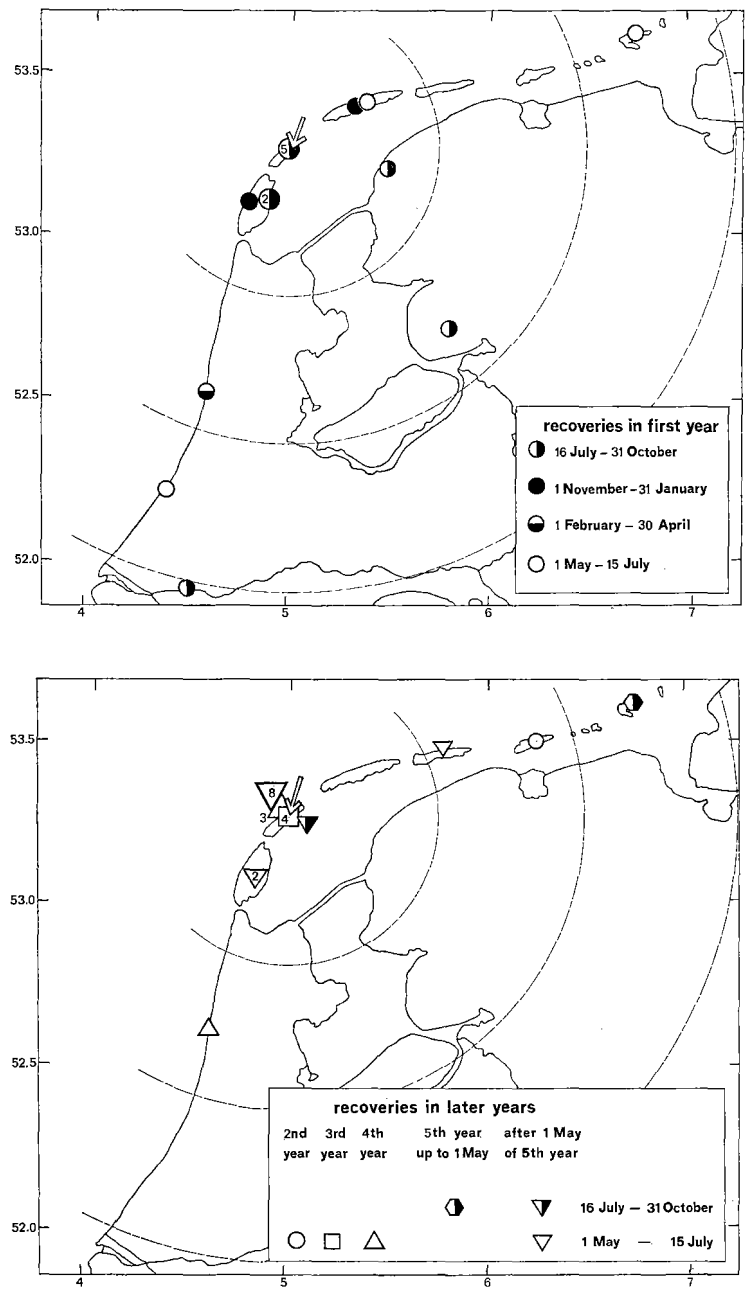 53.5
5
2
53.0
52.5
52.0
recoveries in first year
16 July – 31 October
1 November – 31 January
1 February – 30 April
1 May – 15 July
4
5
6
7
53.5
8
3
4
2
53.0
52.5
52.0
recoveries in later years
2nd 3rd 4th 5th year after 1 May
year year year up to 1 May of 5th year
16 July – 31 October
1 May — 15 July
4
5
6
7